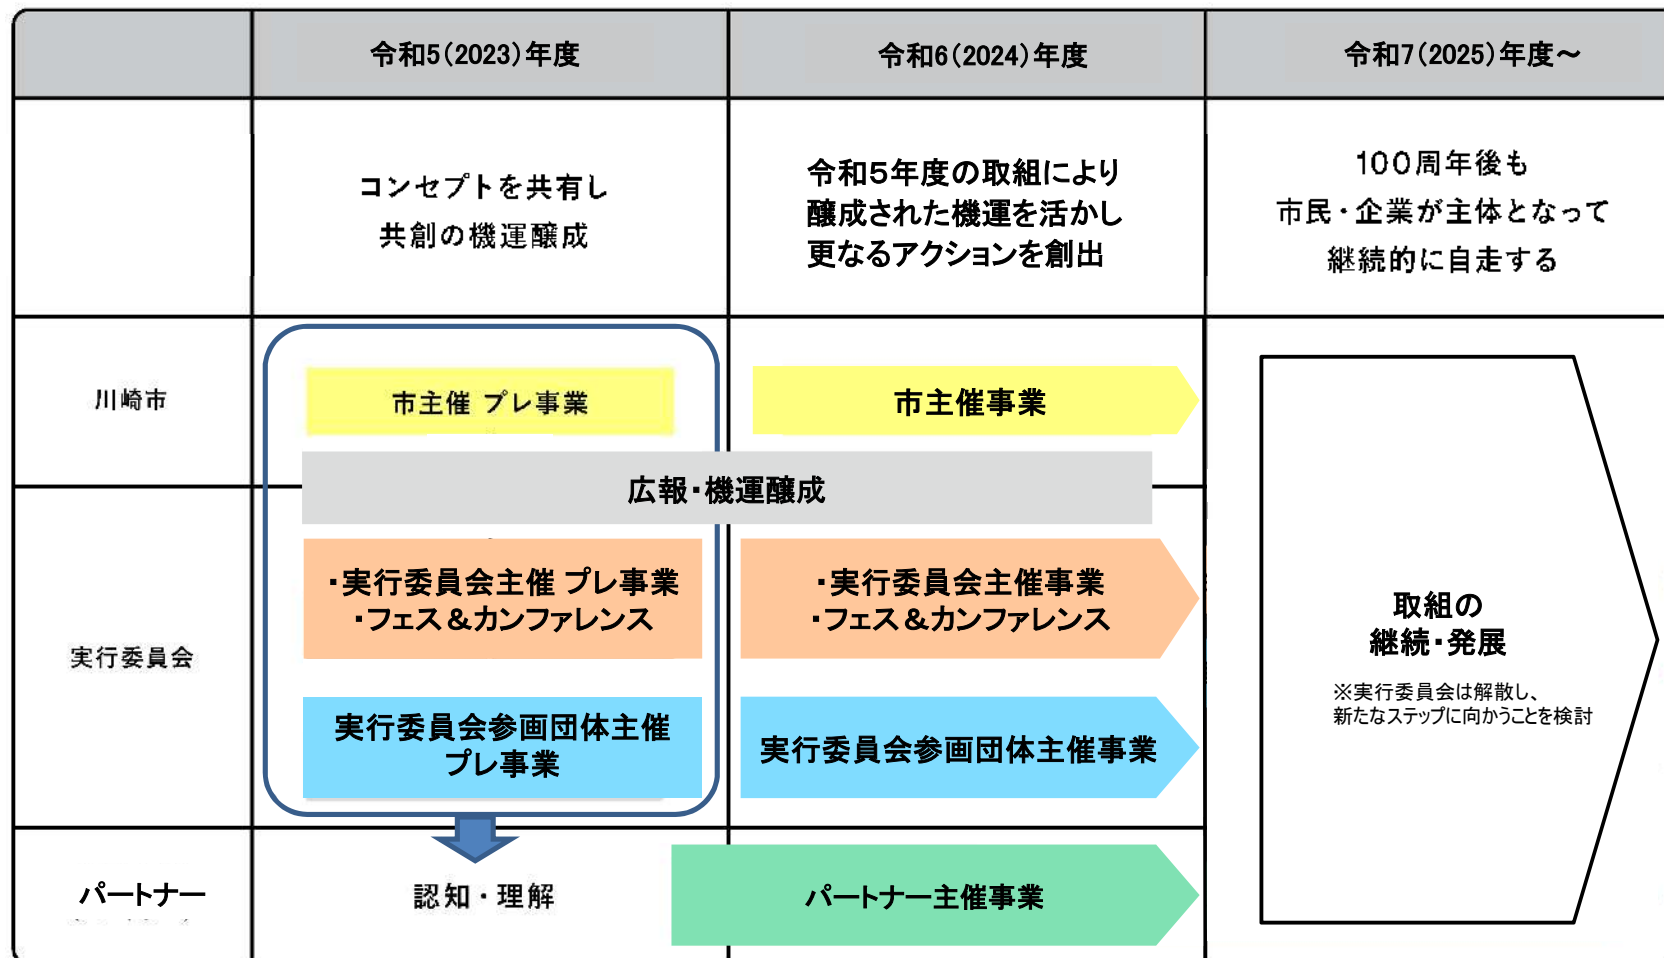 令和5(2023)年度
令和6(2024)年度
令和7(2025)年度～
コンセプトを共有し
共創の機運醸成
令和5年度の取組により
醸成された機運を活かし
更なるアクションを創出
100周年後も
市民・企業が主体となって
継続的に自走する
川崎市
市主催 プレ事業
市主催事業
広報・機運醸成
実行委員会
・実行委員会主催 プレ事業
・フェス＆カンファレンス
・実行委員会主催事業
・フェス＆カンファレンス
実行委員会参画団体主催
プレ事業
実行委員会参画団体主催事業
取組の
継続・発展
※実行委員会は解散し、
新たなステップに向かうことを検討
パートナー
認知・理解
パートナー主催事業